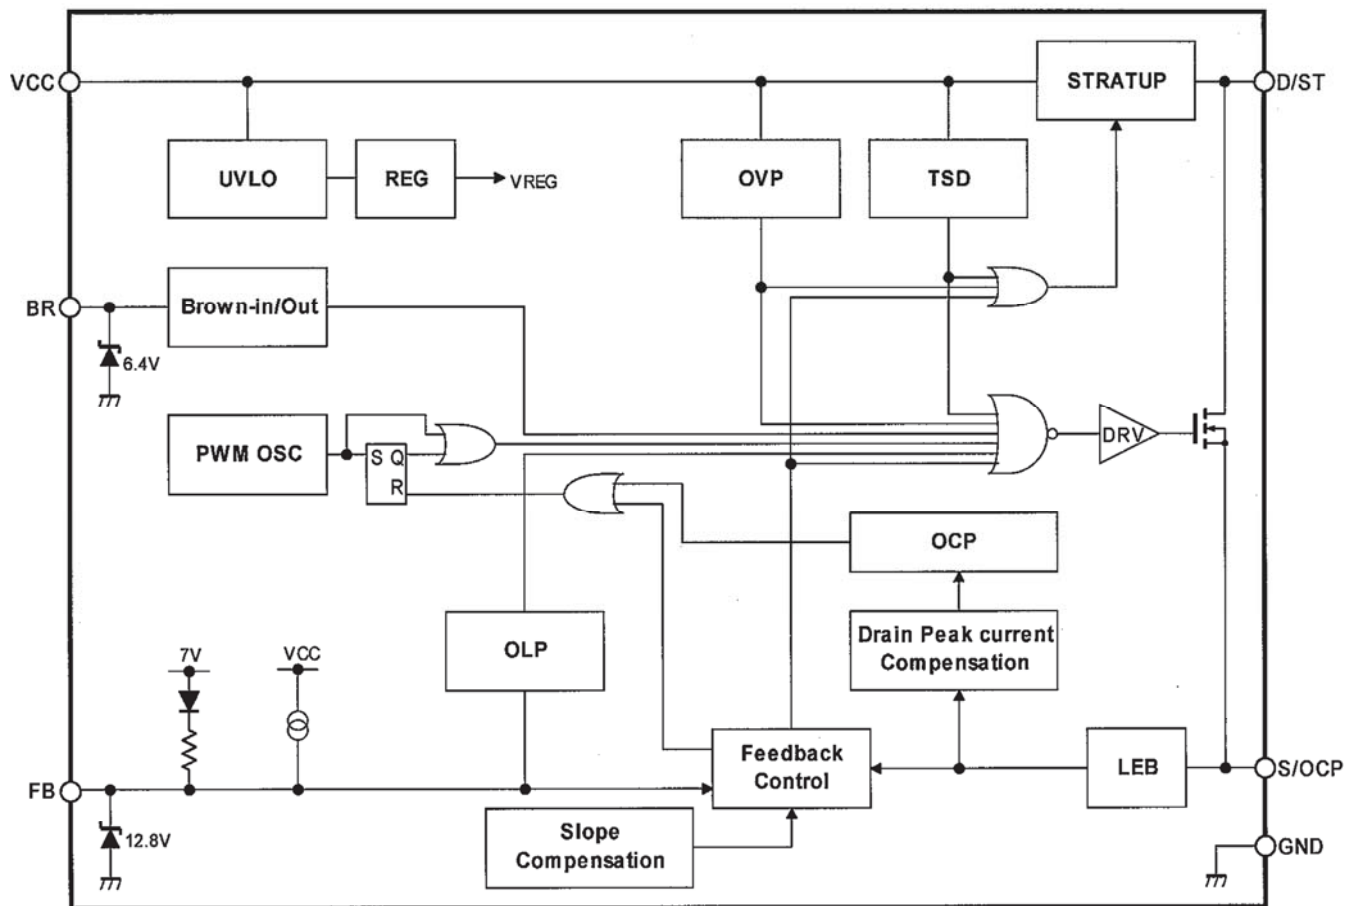 VCC
STRATUP
D/ST
UVLO
REG
VREG
OVP
TSD
BR
Brown-in/Out
6.4V
PWM OSC
S Q
R
DRV
OCP
OLP
Drain Peak current
Compensation
7V
VCC
Feedback
Control
LEB
S/OCP
FB
12.8V
Slope
Compensation
GND